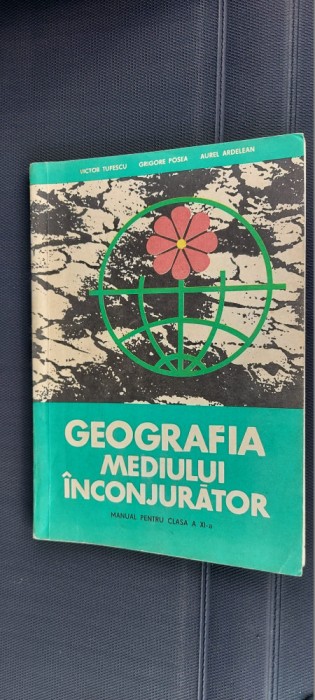 VICTOR TUFESCU GRIGORE POSEA AUREL ARDELEAN
GEOGRAFIA
MEDIULUI
ÎNCONJURĂTOR
MANUAL PENTRU CLASA A XI-a